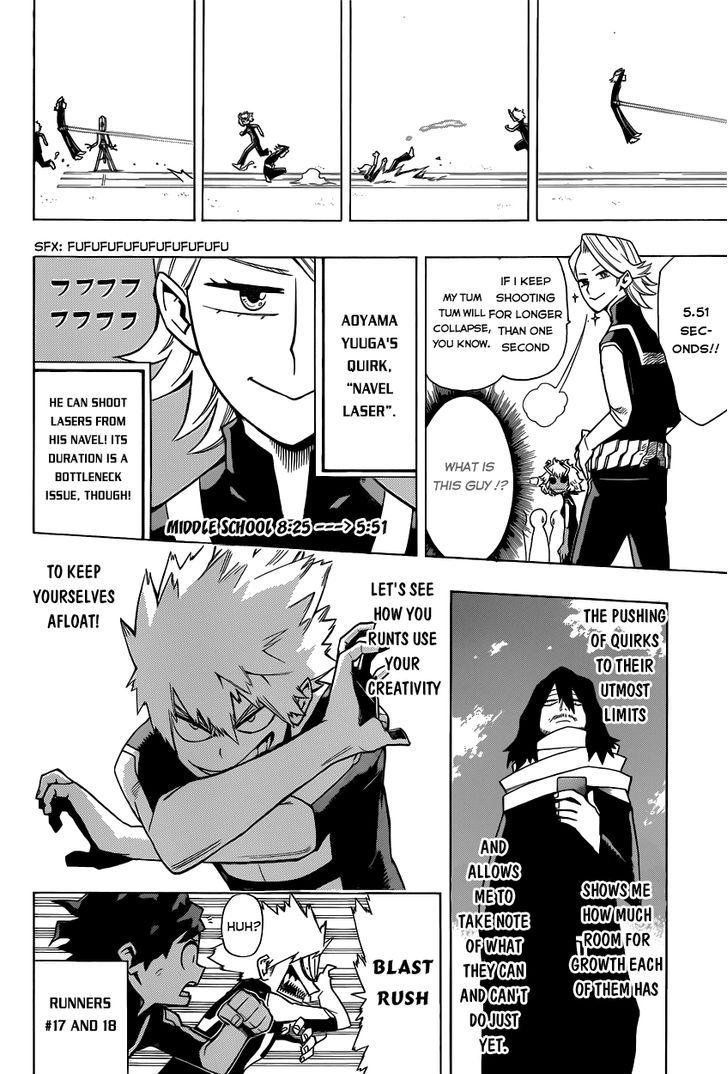 SFX: FUFUFUFUFUFUFUFUFUFU
5.51
SEC-
ONDS!!
IF I KEEP
SHOOTING
FOR LONGER
THAN ONE
SECOND
MY TUM
TUM WILL
COLLAPSE,
YOU KNOW.
WHAT IS
THIS GUY !?
AOYAMA
YUUGA'S
QUIRK,
"NAVEL
LASER".
フフフフ
フフフフ
HE CAN SHOOT
LASERS FROM
HIS NAVEL! ITS
DURATION IS A
BOTTLENECK
ISSUE, THOUGH!
MIDDLE SCHOOL 8:25 ---> 5:51
THE PUSHING
OF QUIRKS
TO THEIR
UTMOST
LIMITS
SHOWS ME
HOW MUCH
ROOM FOR
GROWTH EACH
OF THEM HAS
AND
ALLOWS
ME TO
TAKE NOTE
OF WHAT
THEY CAN
AND CAN'T
DO JUST
YET.
LET'S SEE
HOW YOU
RUNTS USE
YOUR
CREATIVITY
TO KEEP
YOURSELVES
AFLOAT!
BLAST
RUSH
HUH?
RUNNERS
#17 AND 18